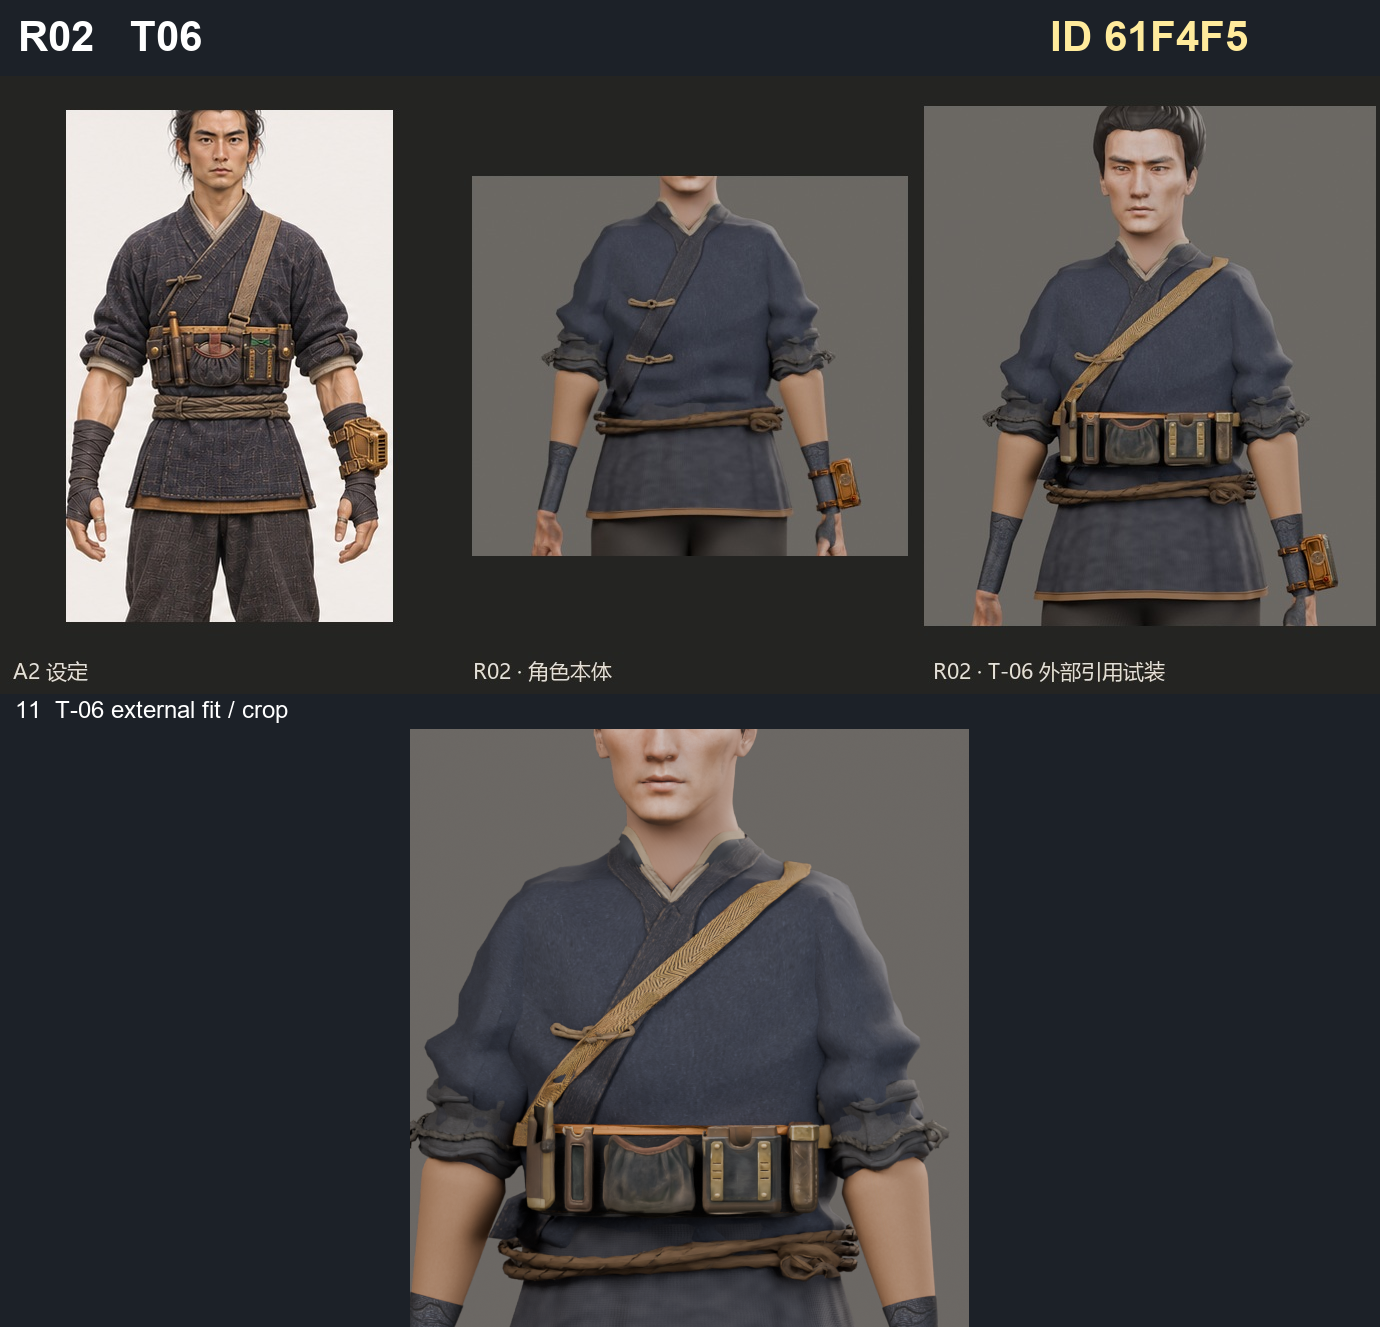 R02 T06
ID 61F4F5
A2 设定
R02 · 角色本体
R02 · T-06 外部引用试装
11 T-06 external fit / crop